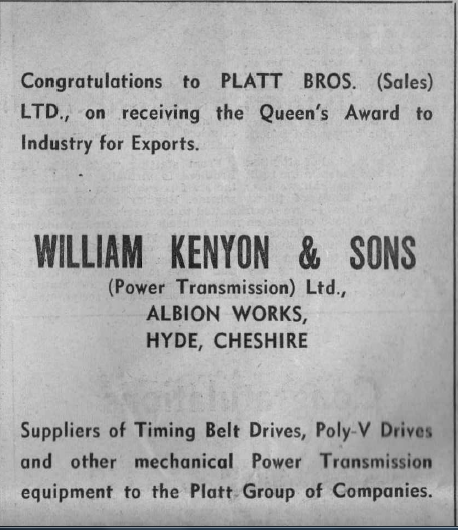 Congratulations to PLATT BROS. (Sales)
LTD., on receiving the Queen's Award to
Industry for Exports.
WILLIAM KENYON & SONS
(Power Transmission) Ltd.,
ALBION WORKS,
HYDE, CHESHIRE
Suppliers of Timing Belt Drives, Poly-V Drives
and other mechanical Power Transmission
equipment to the Platt Group of Companies.